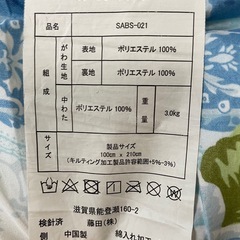 品名 SABS-021
組成 がわ生地 表地 ポリエステル 100%
裏地 ポリエステル 100%
中わた ポリエステル 100% 重量 3.0kg
サイズ 製品サイズ
100cm × 210cm
(キルティング加工製品許容範囲+5%-3%)
滋賀県能登瀬160-2
検針済 藤田(株)
側 中国製 綿入れ加工